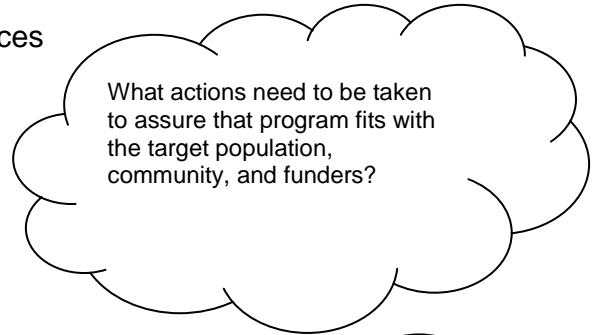 ces
What actions need to be taken
to assure that program fits with
the target population,
community, and funders?